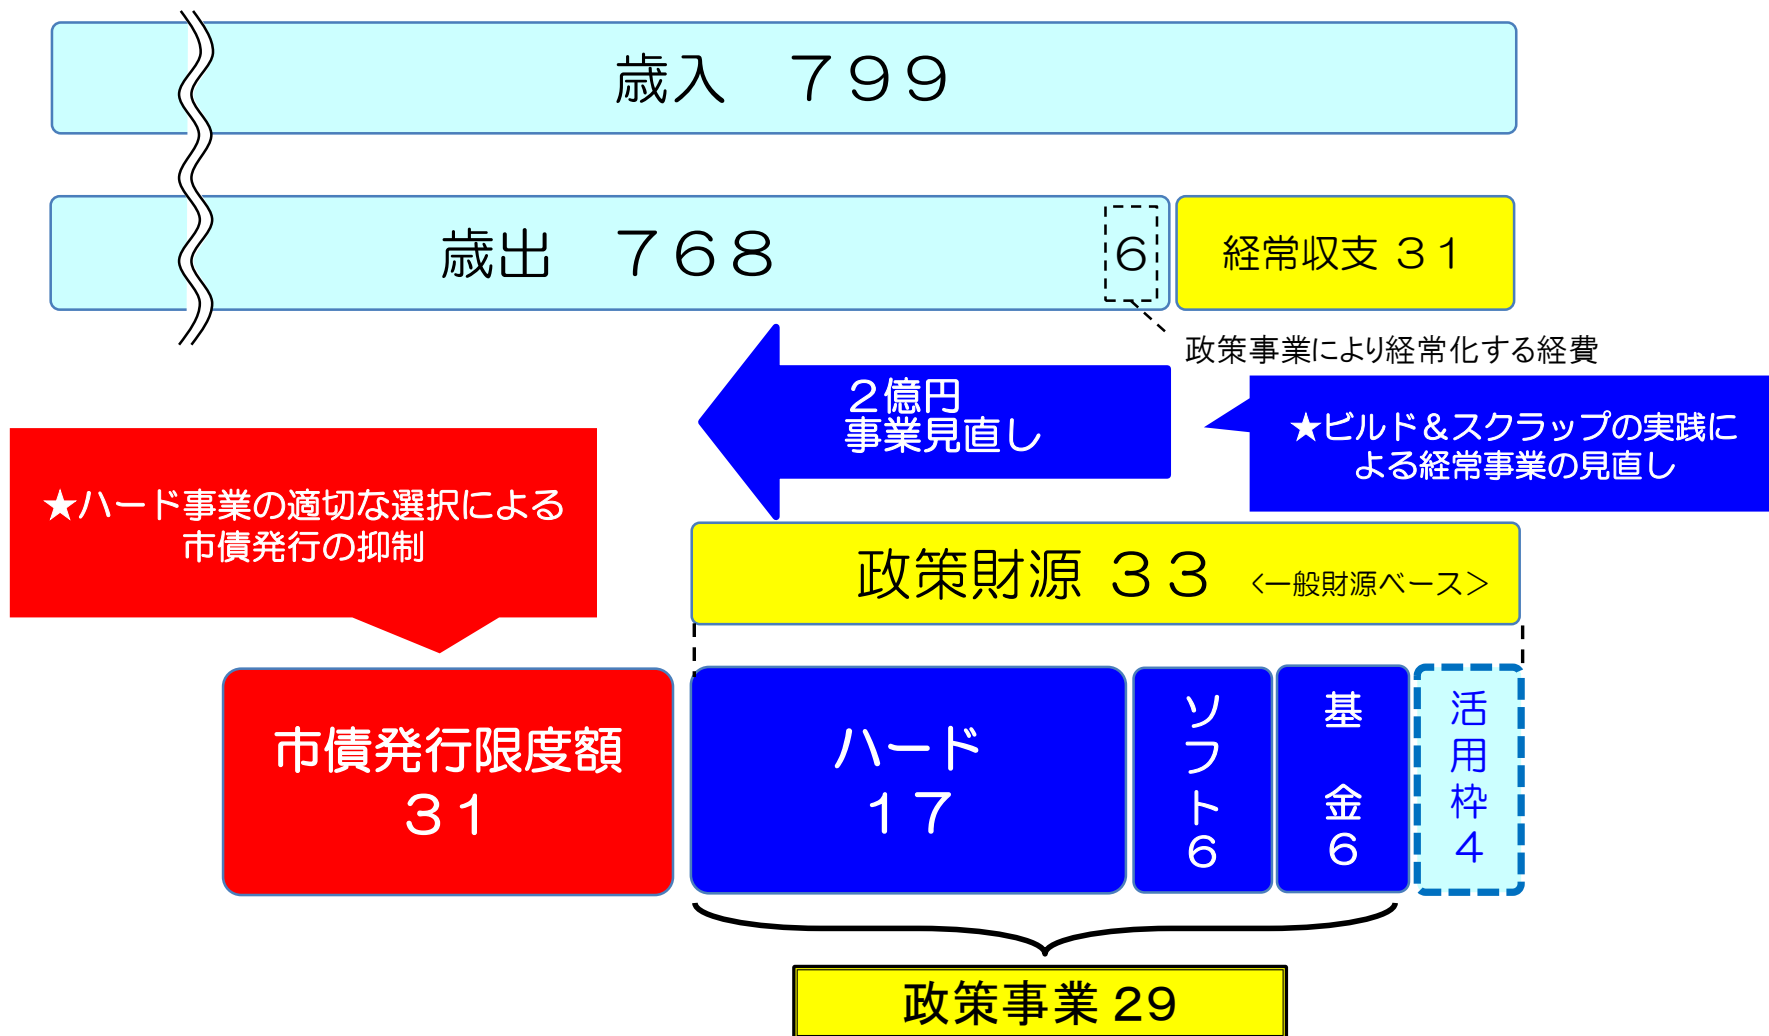 歳入　７９９
歳出　７６８
６
経常収支 ３１
政策事業により経常化する経費
２億円
事業見直し
★ビルド＆スクラップの実践に
よる経常事業の見直し
★ハード事業の適切な選択による
市債発行の抑制
政策財源 ３３ <一般財源ベース＞
市債発行限度額
３１
ハード
１７
ソフト６
基　金６
活用枠４
政策事業 29